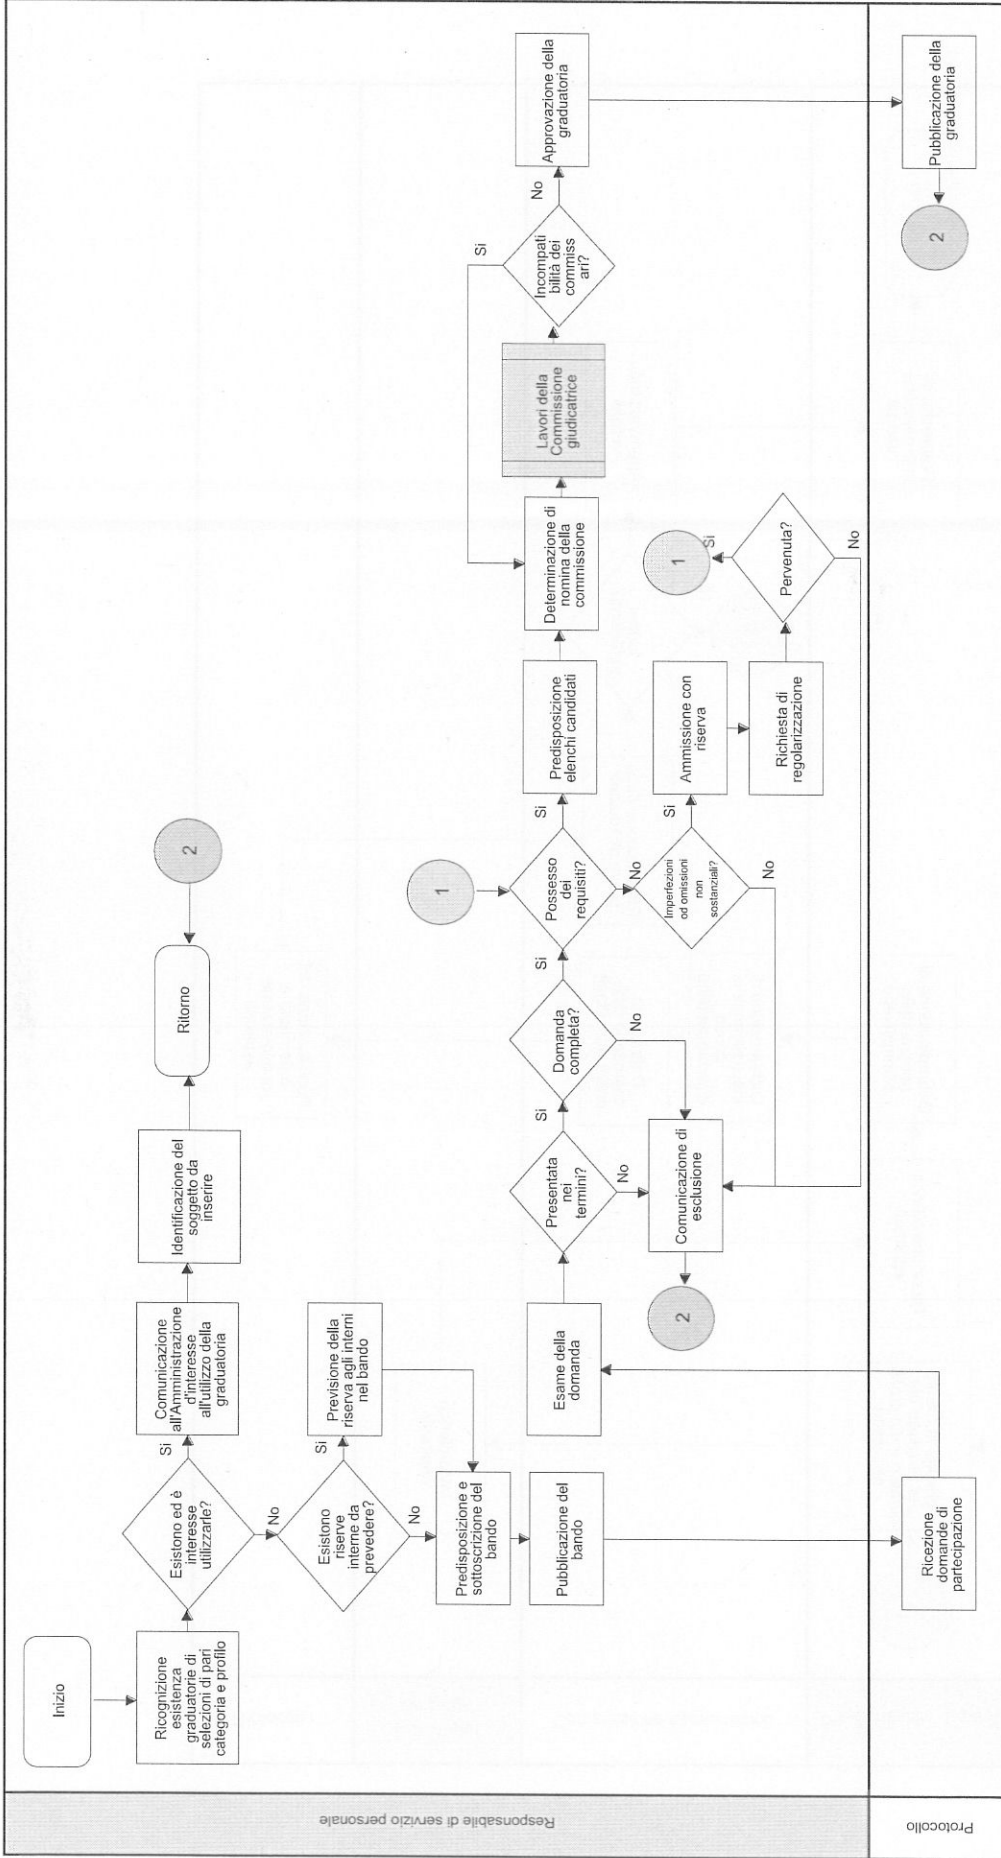 Responsabile di servizio personale
Protocollo
Inizio
Ricognizione
esistenza
graduatorie di
selezioni di pari
categoria e profilo
Esistono ed è
interesse
utilizzarle?
Si
No
Comunicazione
all'Amministrazione
d'interesse
all'utilizzo della
graduatoria
Identificazione del
soggetto da
inserire
Ritorno
2
Esistono
riserve
interne da
prevedere?
Si
No
Previsione della
riserva agli interni
nel bando
Predisposizione e
sottoscrizione del
bando
Pubblicazione del
bando
Ricezione
domande di
partecipazione
Esame della
domanda
Presentata
nei
termini?
Si
No
Domanda
completa?
Si
No
Comunicazione di
esclusione
2
1
Possesso
dei
requisiti?
Si
No
Imperfezioni
od omissioni
non
sostanziali?
Si
No
Predisposizione
elenchi candidati
Ammissione con
riserva
Richiesta di
regolarizzazione
Pervenuta?
Si
No
1
Determinazione di
nomina della
commissione
Lavori della
Commissione
giudicatrice
Incompati
bilità dei
commiss
ari?
Si
No
Approvazione della
graduatoria
Pubblicazione della
graduatoria
2